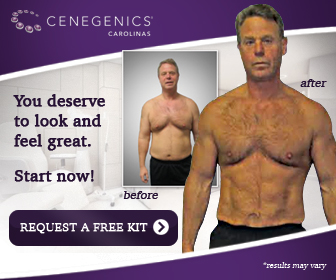 CENEGENICS®
CAROLINAS
after
You deserve
to look and
feel great.
Start now!
before
REQUEST A FREE KIT
*results may vary